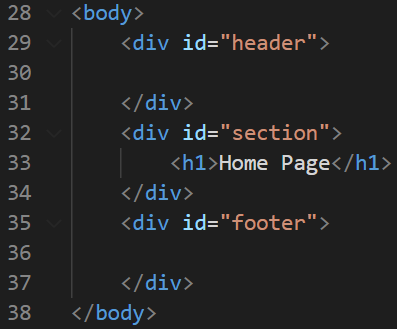 28 <body>
29     <div id="header">
30
31     </div>
32     <div id="section">
33         <h1>Home Page</h1>
34     </div>
35     <div id="footer">
36
37     </div>
38 </body>